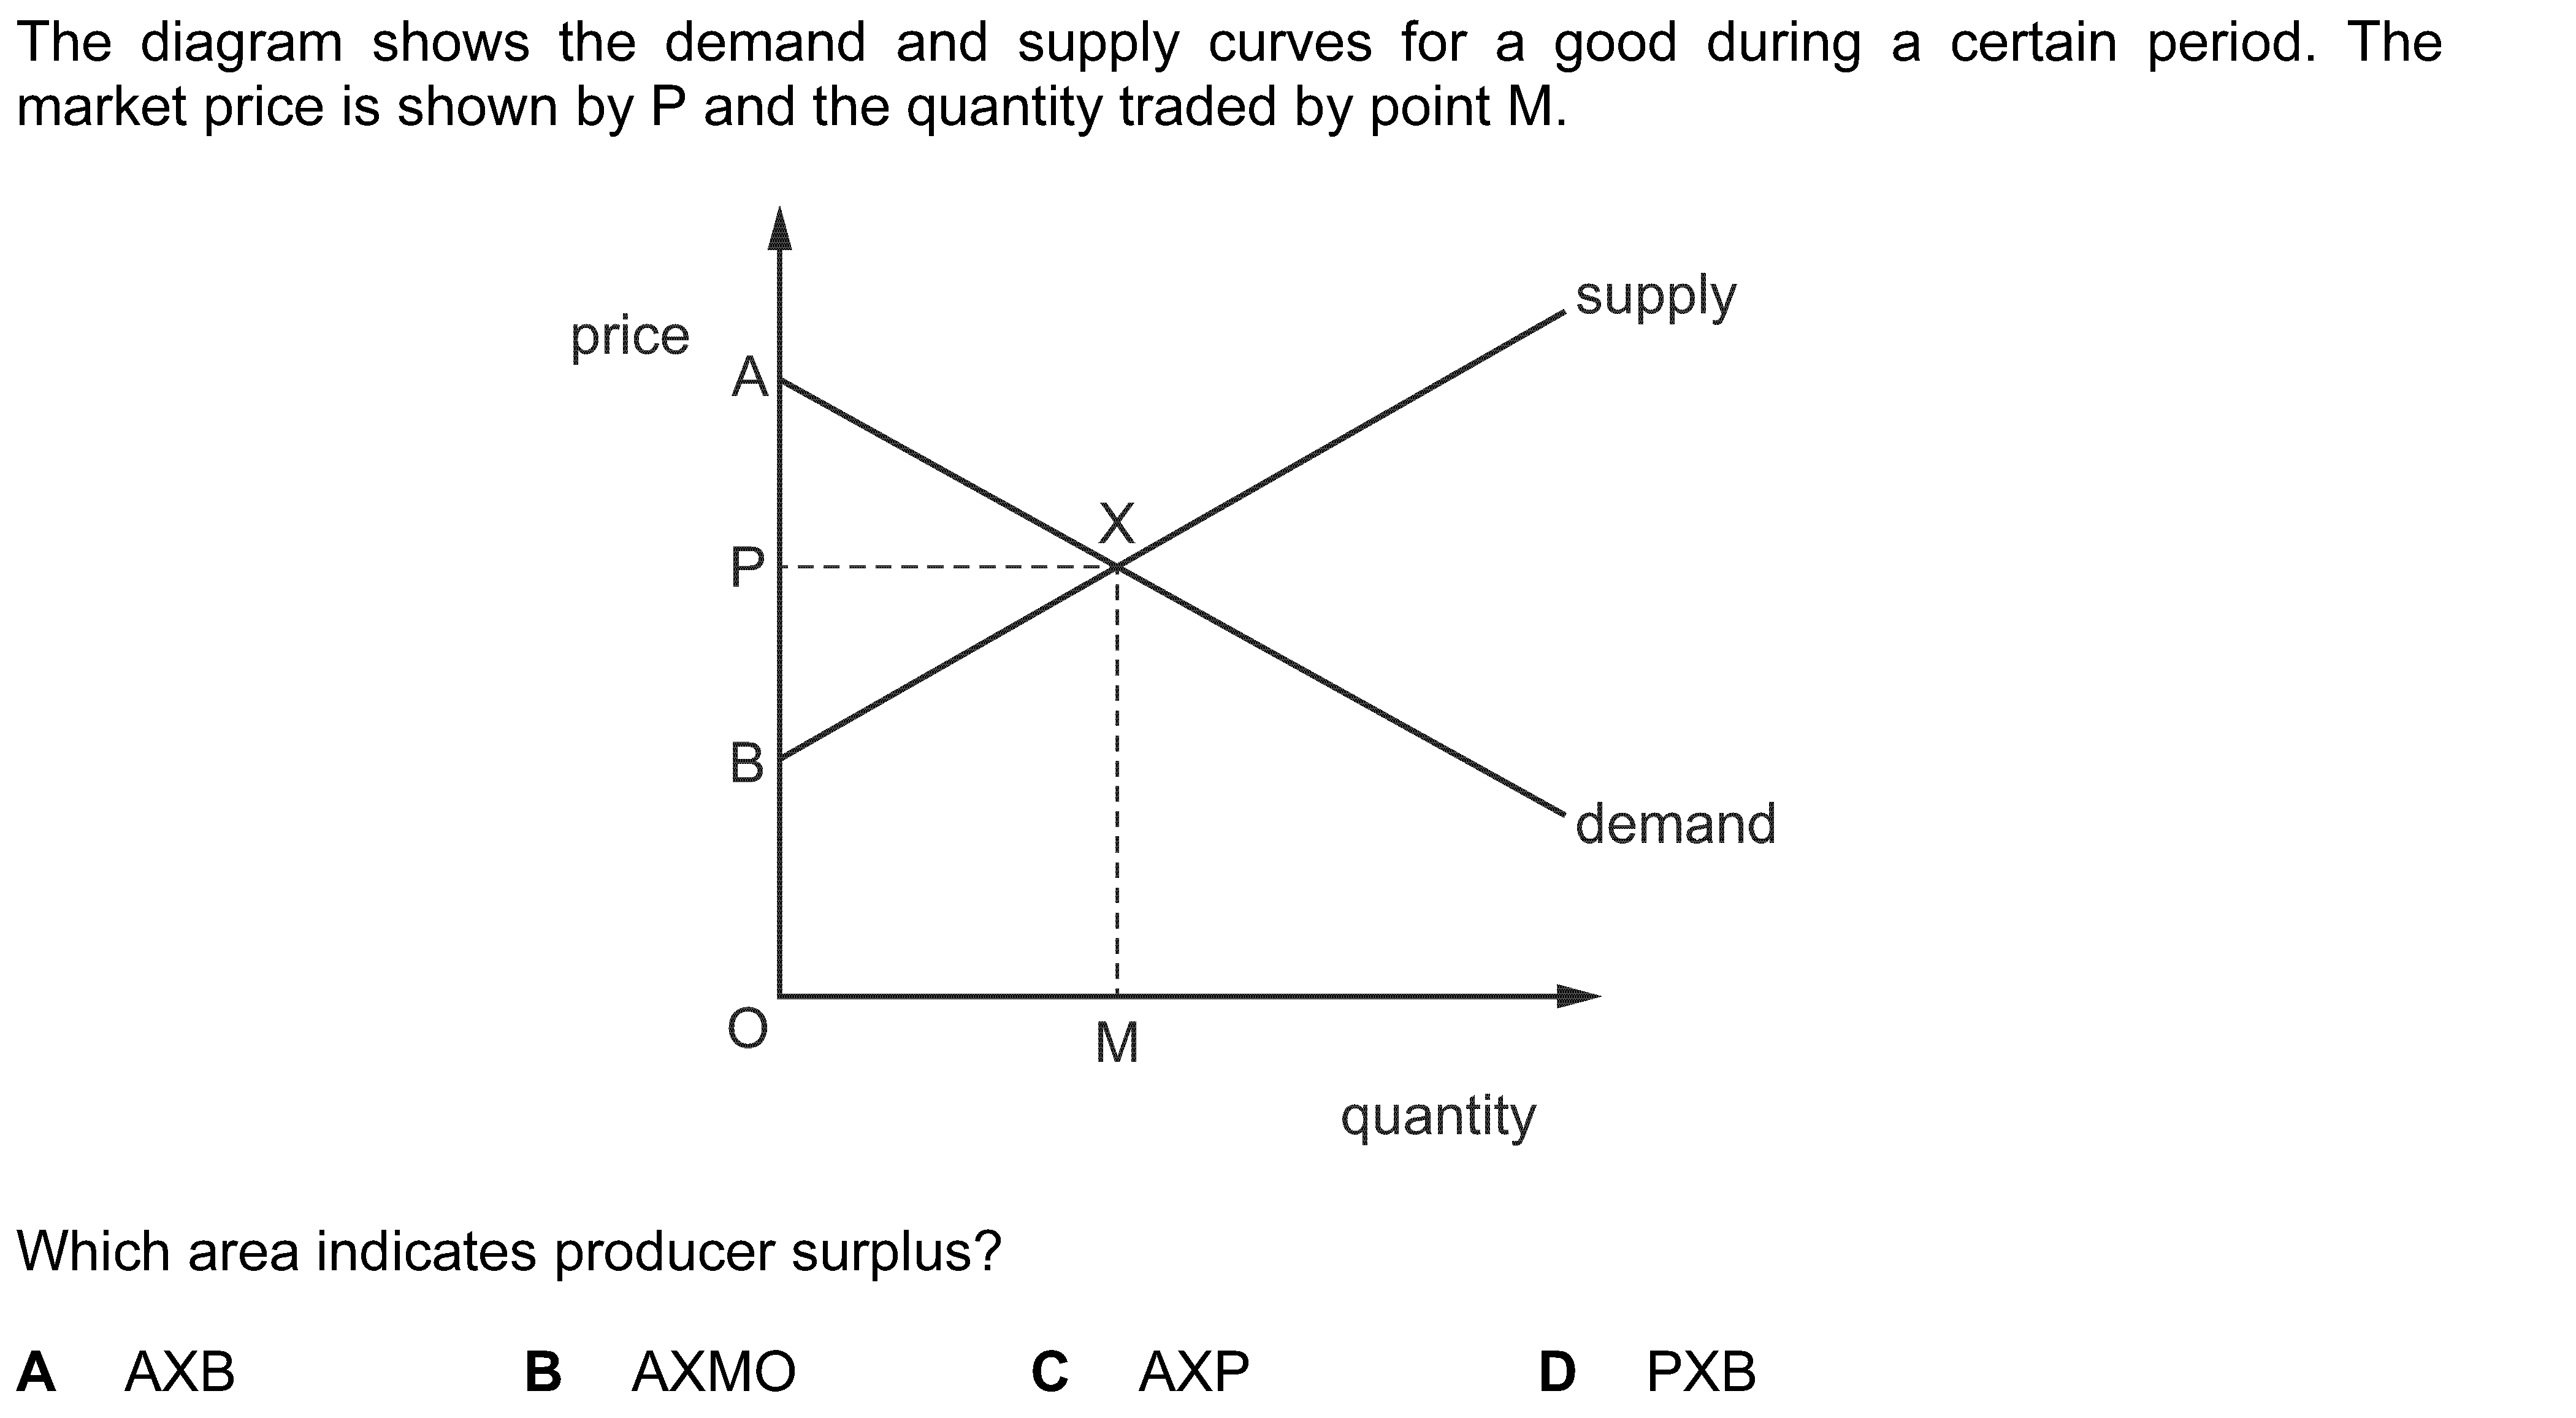 The diagram shows the demand and supply curves for a good during a certain period. The
market price is shown by P and the quantity traded by point M.
supply
price
A
X
P
B
demand
O
M
quantity
Which area indicates producer surplus?
A AXB B AXMO C AXP D PXB